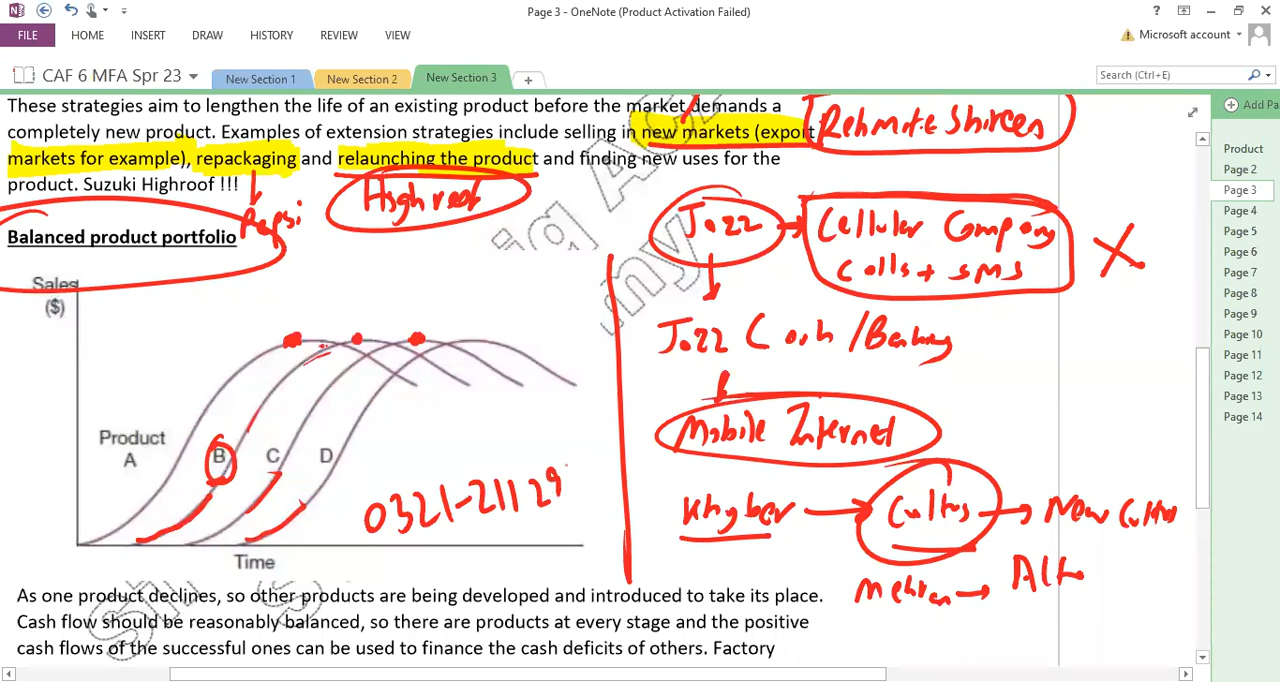 Page 3 - OneNote (Product Activation Failed)
FILE HOME INSERT DRAW HISTORY REVIEW VIEW
Microsoft account
CAF 6 MFA Spr 23
New Section 1 New Section 2 New Section 3
Search (Ctrl+E)
Add Pa
These strategies aim to lengthen the life of an existing product before the market demands a
completely new product. Examples of extension strategies include selling in new markets (export
markets for example), repackaging and relaunching the product and finding new uses for the
product. Suzuki Highroof !!!
Pepsi
Highroof
Balanced product portfolio
Sales
($)
Product
A
B
C
D
0321-21129
Time
As one product declines, so other products are being developed and introduced to take its place.
Cash flow should be reasonably balanced, so there are products at every stage and the positive
cash flows of the successful ones can be used to finance the cash deficits of others. Factory
Jazz
Cellular Company
Calls + SMS
Jazz Cash / Banking
Mobile Internet
Khyber
Cultus
New Cultus
Mehran
Product
Page 2
Page 3
Page 4
Page 5
Page 6
Page 7
Page 8
Page 9
Page 10
Page 11
Page 12
Page 13
Page 14